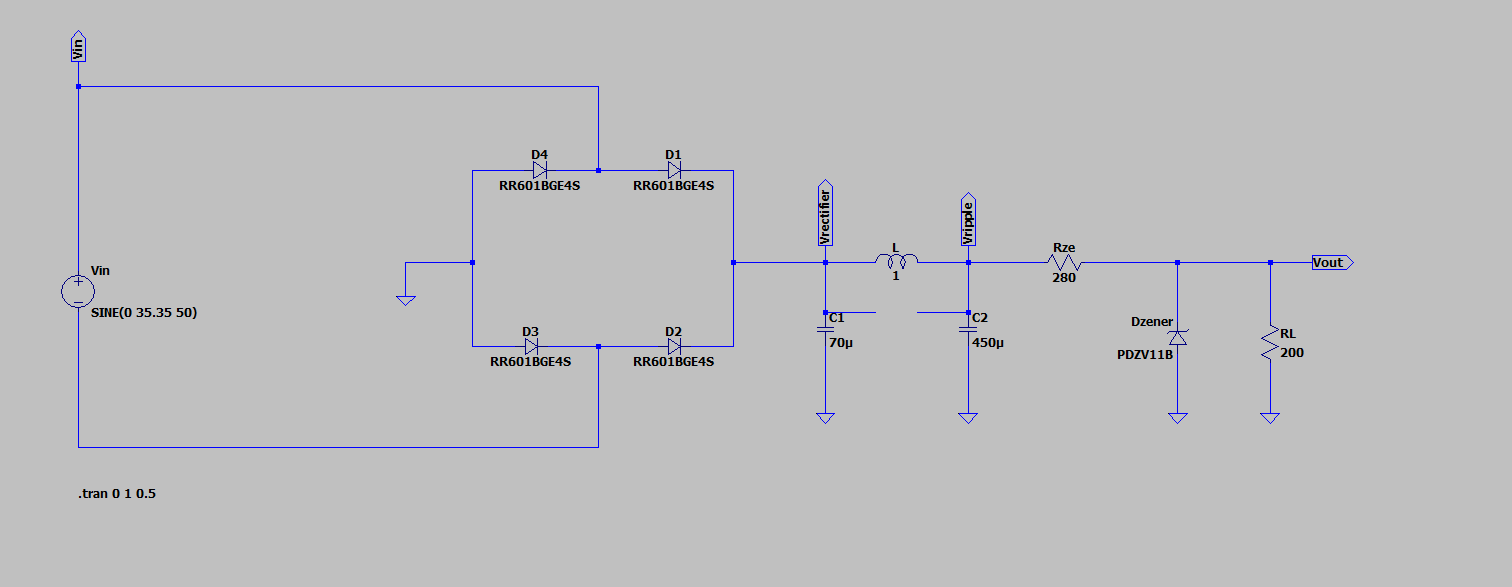 Vin
D4
RR601BGE4S
D1
RR601BGE4S
Vrectifier
Vripple
L
1
Rze
280
Vout
Vin
SINE(0 35.35 50)
D3
RR601BGE4S
D2
RR601BGE4S
C1
70µ
C2
450µ
Dzener
PDZV11B
RL
200
.tran 0 1 0.5